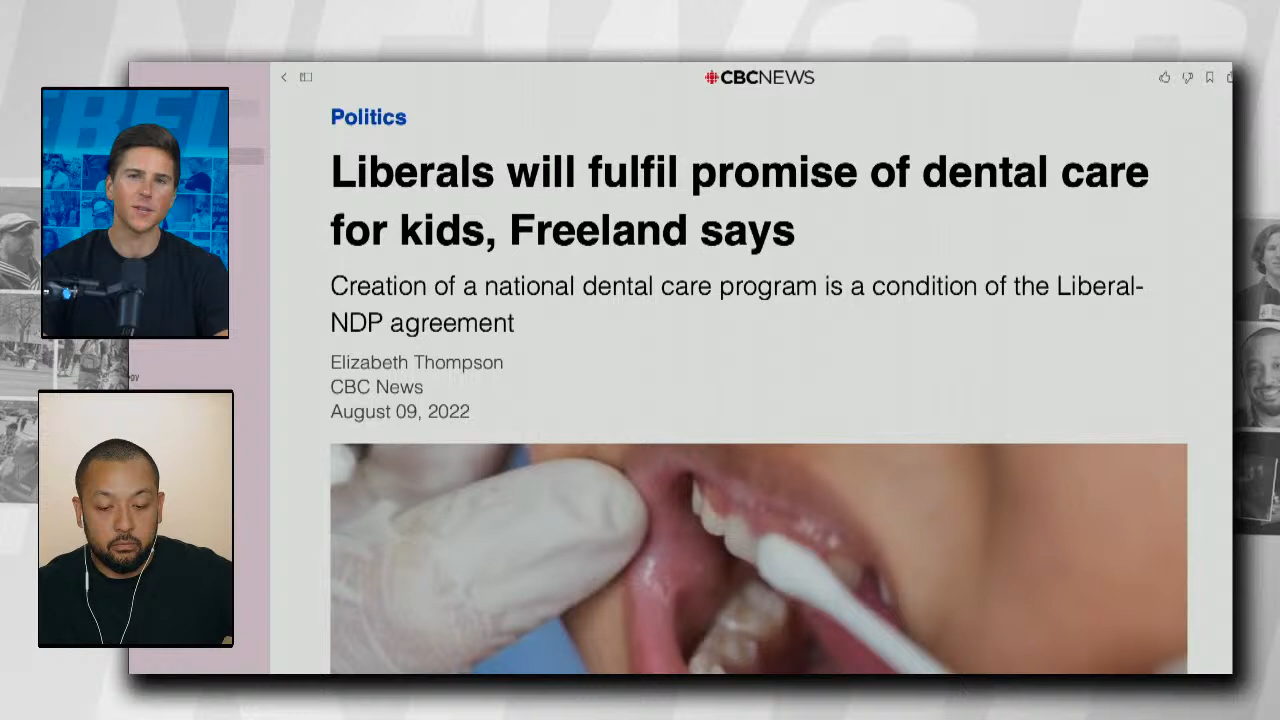 CBCNEWS
Politics
Liberals will fulfil promise of dental care
for kids, Freeland says
Creation of a national dental care program is a condition of the Liberal-
NDP agreement
Elizabeth Thompson
CBC News
August 09, 2022